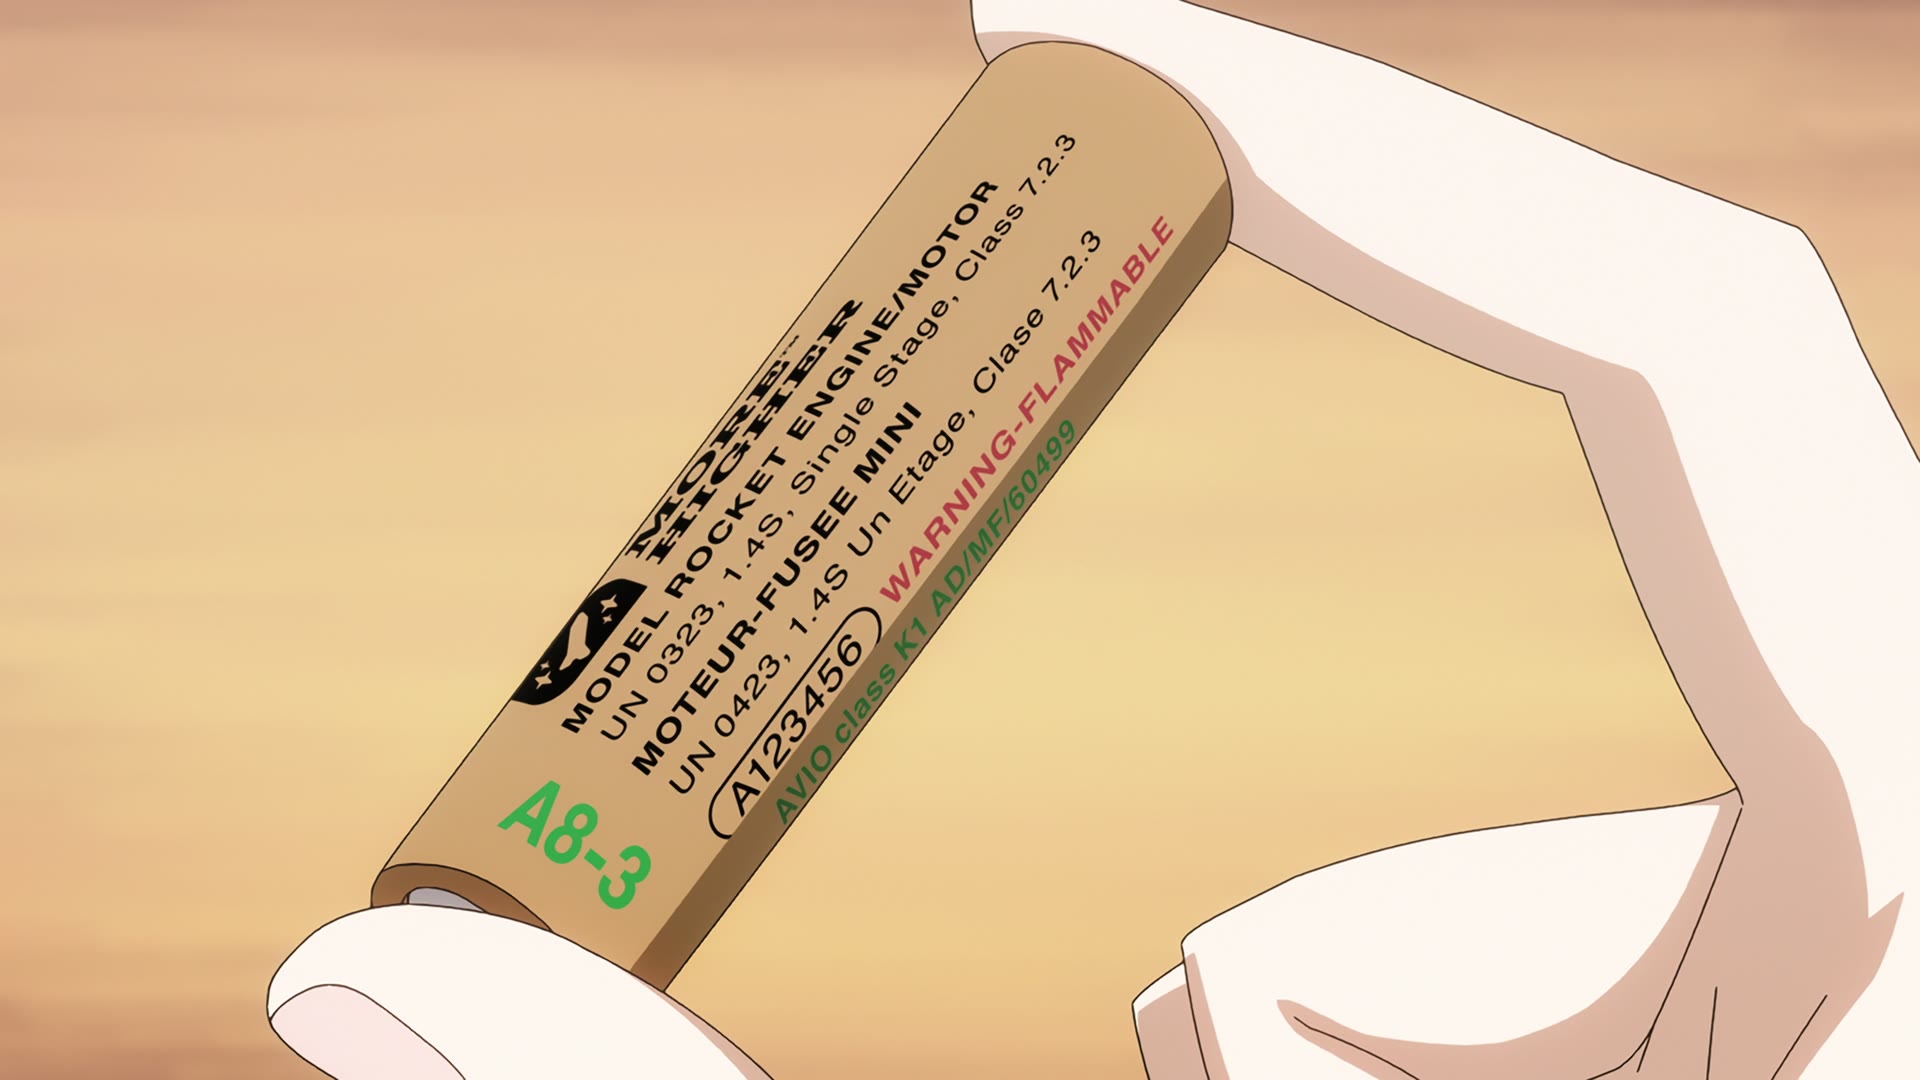 MORE™
HIGHER
MODEL ROCKET ENGINE/MOTOR
UN 0323, 1.4S, Single Stage, Class 7.2.3
MOTEUR-FUSEE MINI
UN 0423, 1.4S Un Etage, Clase 7.2.3
A123456 WARNING-FLAMMABLE
AVIO class K1 AD/MF/60499
A8-3